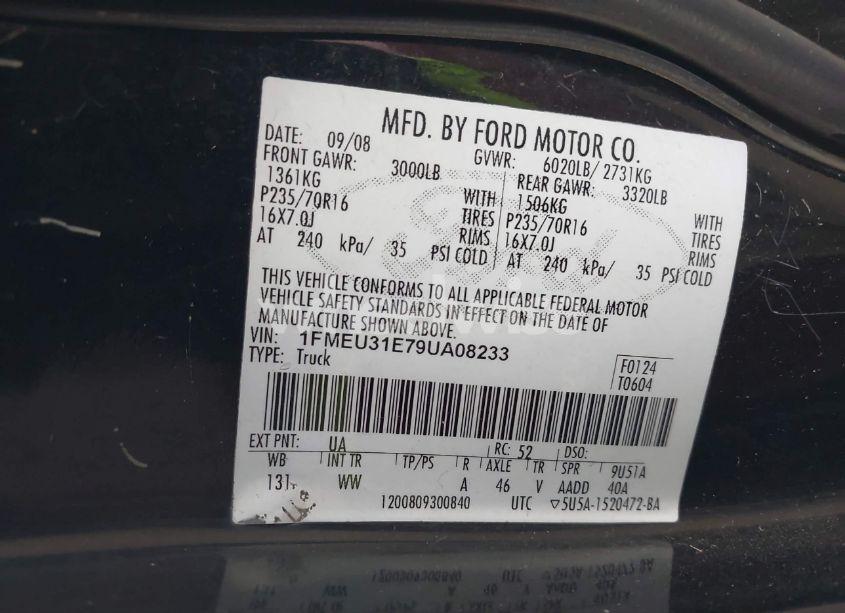 MFD. BY FORD MOTOR CO.
DATE: 09/08 GVWR: 6020LB/ 2731KG
FRONT GAWR: 3000LB REAR GAWR: 3320LB
1361KG WITH 1506KG WITH
P235/70R16 TIRES P235/70R16 TIRES
16X7.0J RIMS 16X7.0J RIMS
AT 240 kPa/ 35 PSI COLD AT 240 kPa/ 35 PSI COLD
THIS VEHICLE CONFORMS TO ALL APPLICABLE FEDERAL MOTOR
VEHICLE SAFETY STANDARDS IN EFFECT ON THE DATE OF
MANUFACTURE SHOWN ABOVE.
VIN: 1FMEU31E79UA08233
TYPE: Truck
F0124
T0604
EXT PNT: UA RC: 52 DSO:
WB INT TR TP/PS R AXLE TR SPR 9U51A
131 WW A 46 V AADD 40A
1200809300840 UTC ▽5U5A-1520472-BA